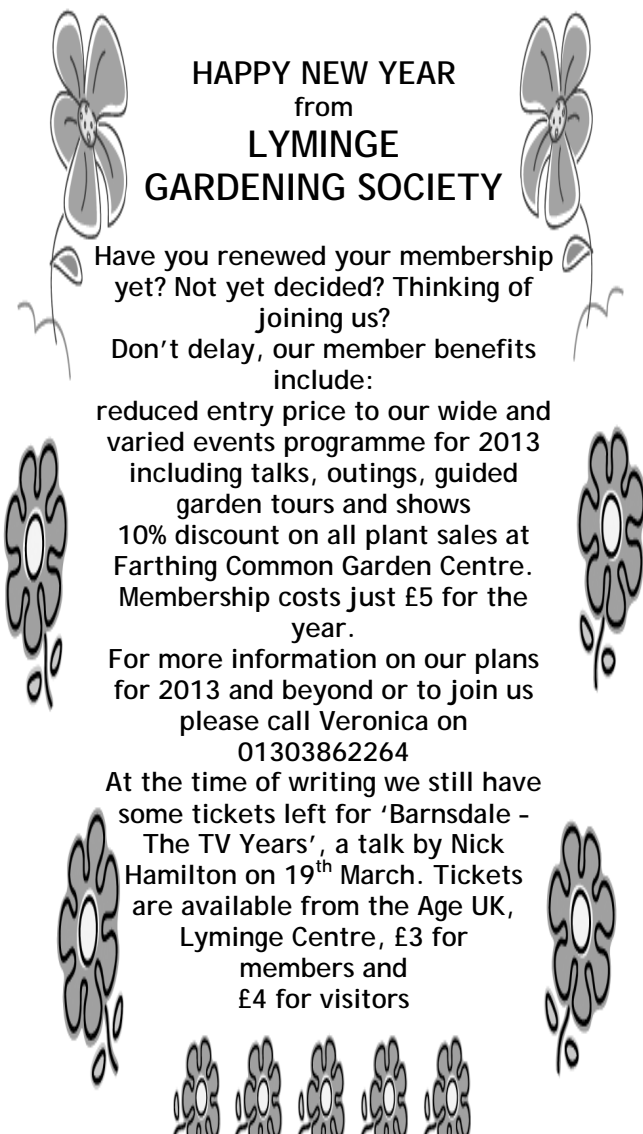 HAPPY NEW YEAR
from
LYMINGE
GARDENING SOCIETY
Have you renewed your membership
yet? Not yet decided? Thinking of
joining us?
Don't delay, our member benefits
include:
reduced entry price to our wide and
varied events programme for 2013
including talks, outings, guided
garden tours and shows
10% discount on all plant sales at
Farthing Common Garden Centre.
Membership costs just £5 for the
year.
For more information on our plans
for 2013 and beyond or to join us
please call Veronica on
01303862264
At the time of writing we still have
some tickets left for ‘Barnsdale –
The TV Years’, a talk by Nick
Hamilton on 19th March. Tickets
are available from the Age UK,
Lyminge Centre, £3 for
members and
£4 for visitors